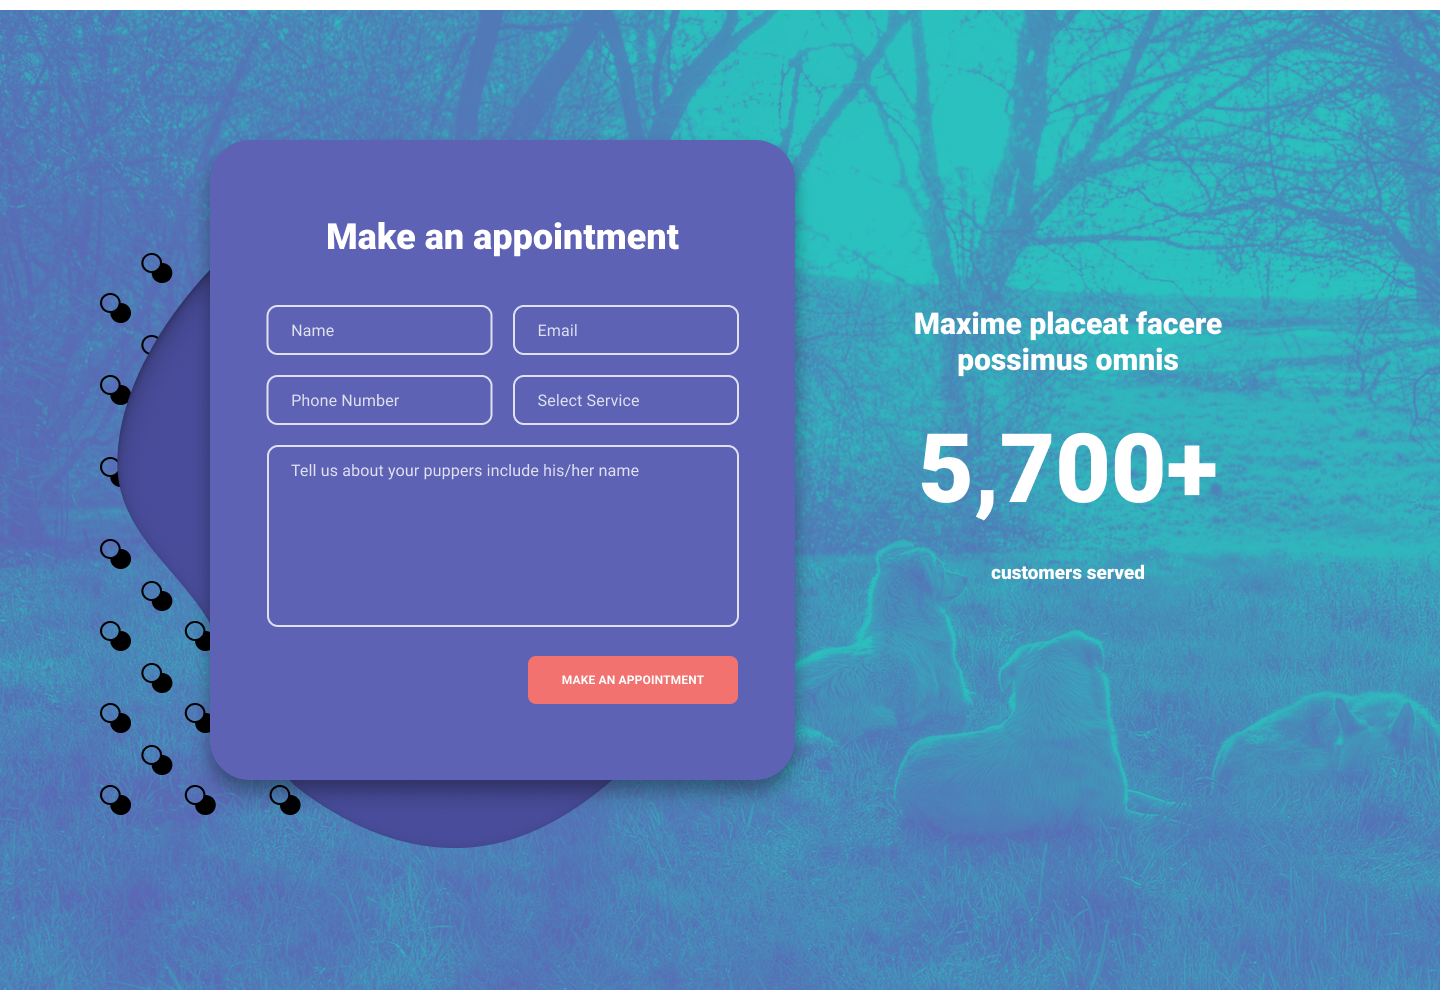 Make an appointment
Name
Email
Phone Number
Select Service
Tell us about your puppers include his/her name
MAKE AN APPOINTMENT
Maxime placeat facere
possimus omnis
5,700+
customers served